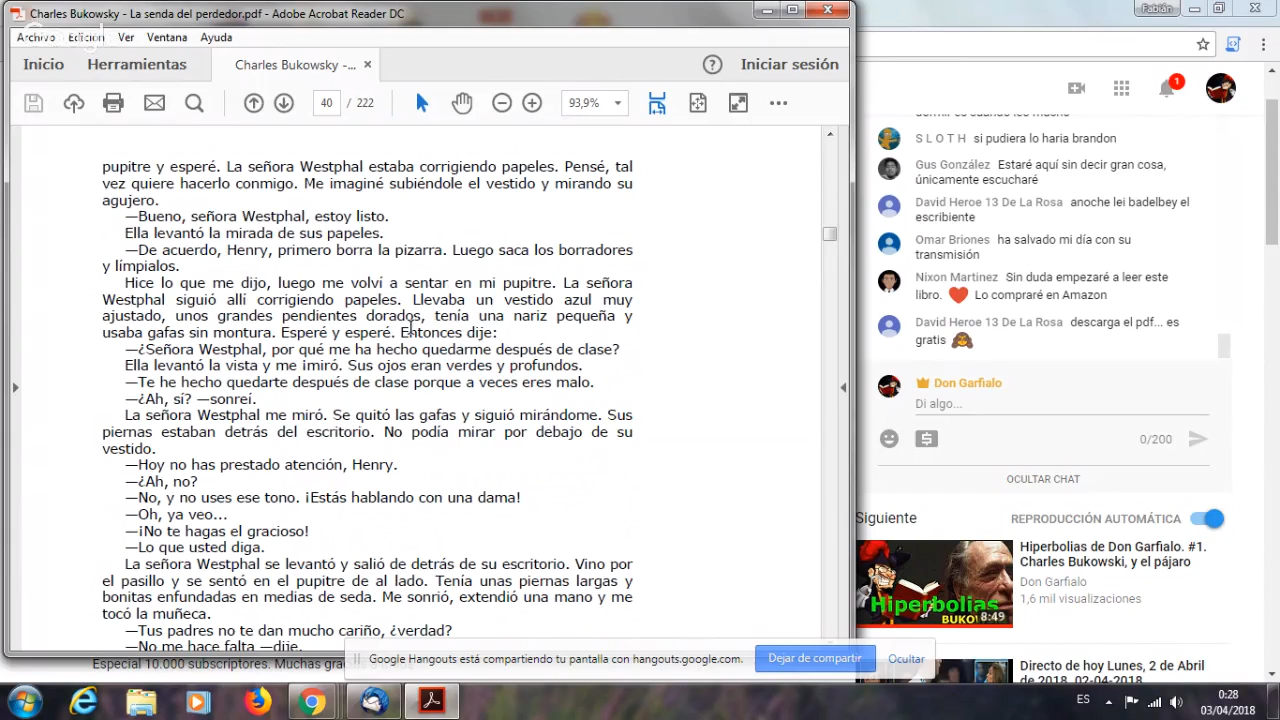 Charles Bukowsky - La senda del perdedor.pdf - Adobe Acrobat Reader DC
Fabián
Google
Archivo Edición Ver Ventana Ayuda
Inicio Herramientas Charles Bukowsky -... × Iniciar sesión
40 / 222 93,9%
pupitre y esperé. La señora Westphal estaba corrigiendo papeles. Pensé, tal
vez quiere hacerlo conmigo. Me imaginé subiéndole el vestido y mirando su
agujero.
—Bueno, señora Westphal, estoy listo.
Ella levantó la mirada de sus papeles.
—De acuerdo, Henry, primero borra la pizarra. Luego saca los borradores
y límpialos.
Hice lo que me dijo, luego me volví a sentar en mi pupitre. La señora
Westphal siguió allí corrigiendo papeles. Llevaba un vestido azul muy
ajustado, unos grandes pendientes dorados, tenía una nariz pequeña y
usaba gafas sin montura. Esperé y esperé. Entonces dije:
—¿Señora Westphal, por qué me ha hecho quedarme después de clase?
Ella levantó la vista y me imiró. Sus ojos eran verdes y profundos.
—Te he hecho quedarte después de clase porque a veces eres malo.
—¿Ah, sí? —sonreí.
La señora Westphal me miró. Se quitó las gafas y siguió mirándome. Sus
piernas estaban detrás del escritorio. No podía mirar por debajo de su
vestido.
—Hoy no has prestado atención, Henry.
—¿Ah, no?
—No, y no uses ese tono. ¡Estás hablando con una dama!
—Oh, ya veo...
—¡No te hagas el gracioso!
—Lo que usted diga.
La señora Westphal se levantó y salió de detrás de su escritorio. Vino por
el pasillo y se sentó en el pupitre de al lado. Tenía unas piernas largas y
bonitas enfundadas en medias de seda. Me sonrió, extendió una mano y me
tocó la muñeca.
—Tus padres no te dan mucho cariño, ¿verdad?
—No me hace falta —dije.
Especial 10.000 subscriptores. Muchas gra
1
dormir es cuando leo mucho
S L O T H si pudiera lo haria brandon
Gus González Estaré aquí sin decir gran cosa,
únicamente escucharé
David Heroe 13 De La Rosa anoche lei badelbey el
escribiente
Omar Briones ha salvado mi día con su
transmisión
Nixon Martinez Sin duda empezaré a leer este
libro. Lo compraré en Amazon
David Heroe 13 De La Rosa descarga el pdf... es
gratis
Don Garfialo
Di algo...
0/200
OCULTAR CHAT
Siguiente REPRODUCCIÓN AUTOMÁTICA
Hiperbolias
BUKO
8:49
Hiperbolias de Don Garfialo. #1.
Charles Bukowski, y el pájaro
Don Garfialo
1,6 mil visualizaciones
Directo de hoy Lunes, 2 de Abril
de 2018. 02-04-2018
Google Hangouts está compartiendo tu pantalla con hangouts.google.com. Dejar de compartir Ocultar
ES
0:28
03/04/2018